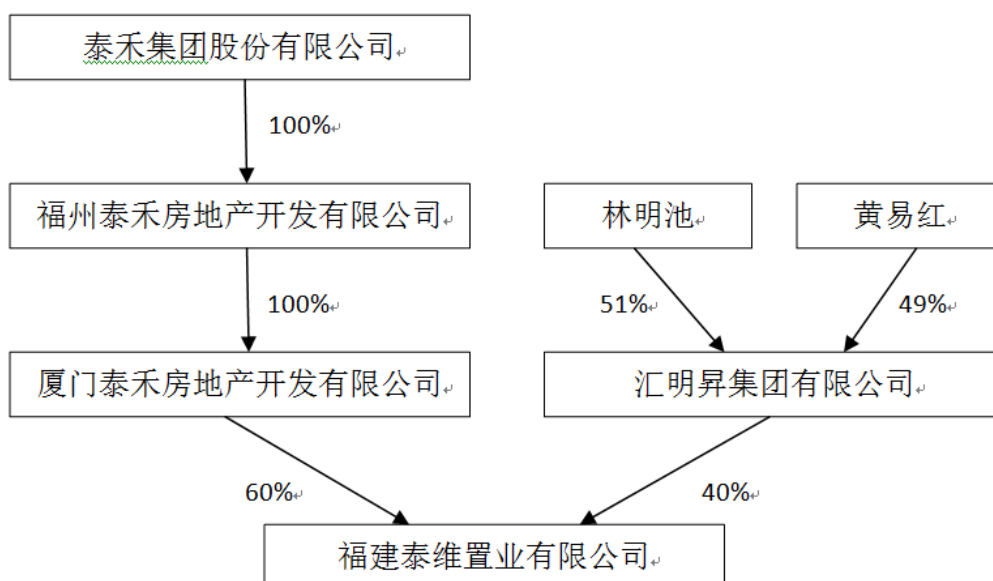 泰禾集团股份有限公司
100%
福州泰禾房地产开发有限公司
林明池
黄易红
100%
51%
49%
厦门泰禾房地产开发有限公司
汇明昇集团有限公司
60%
40%
福建泰维置业有限公司